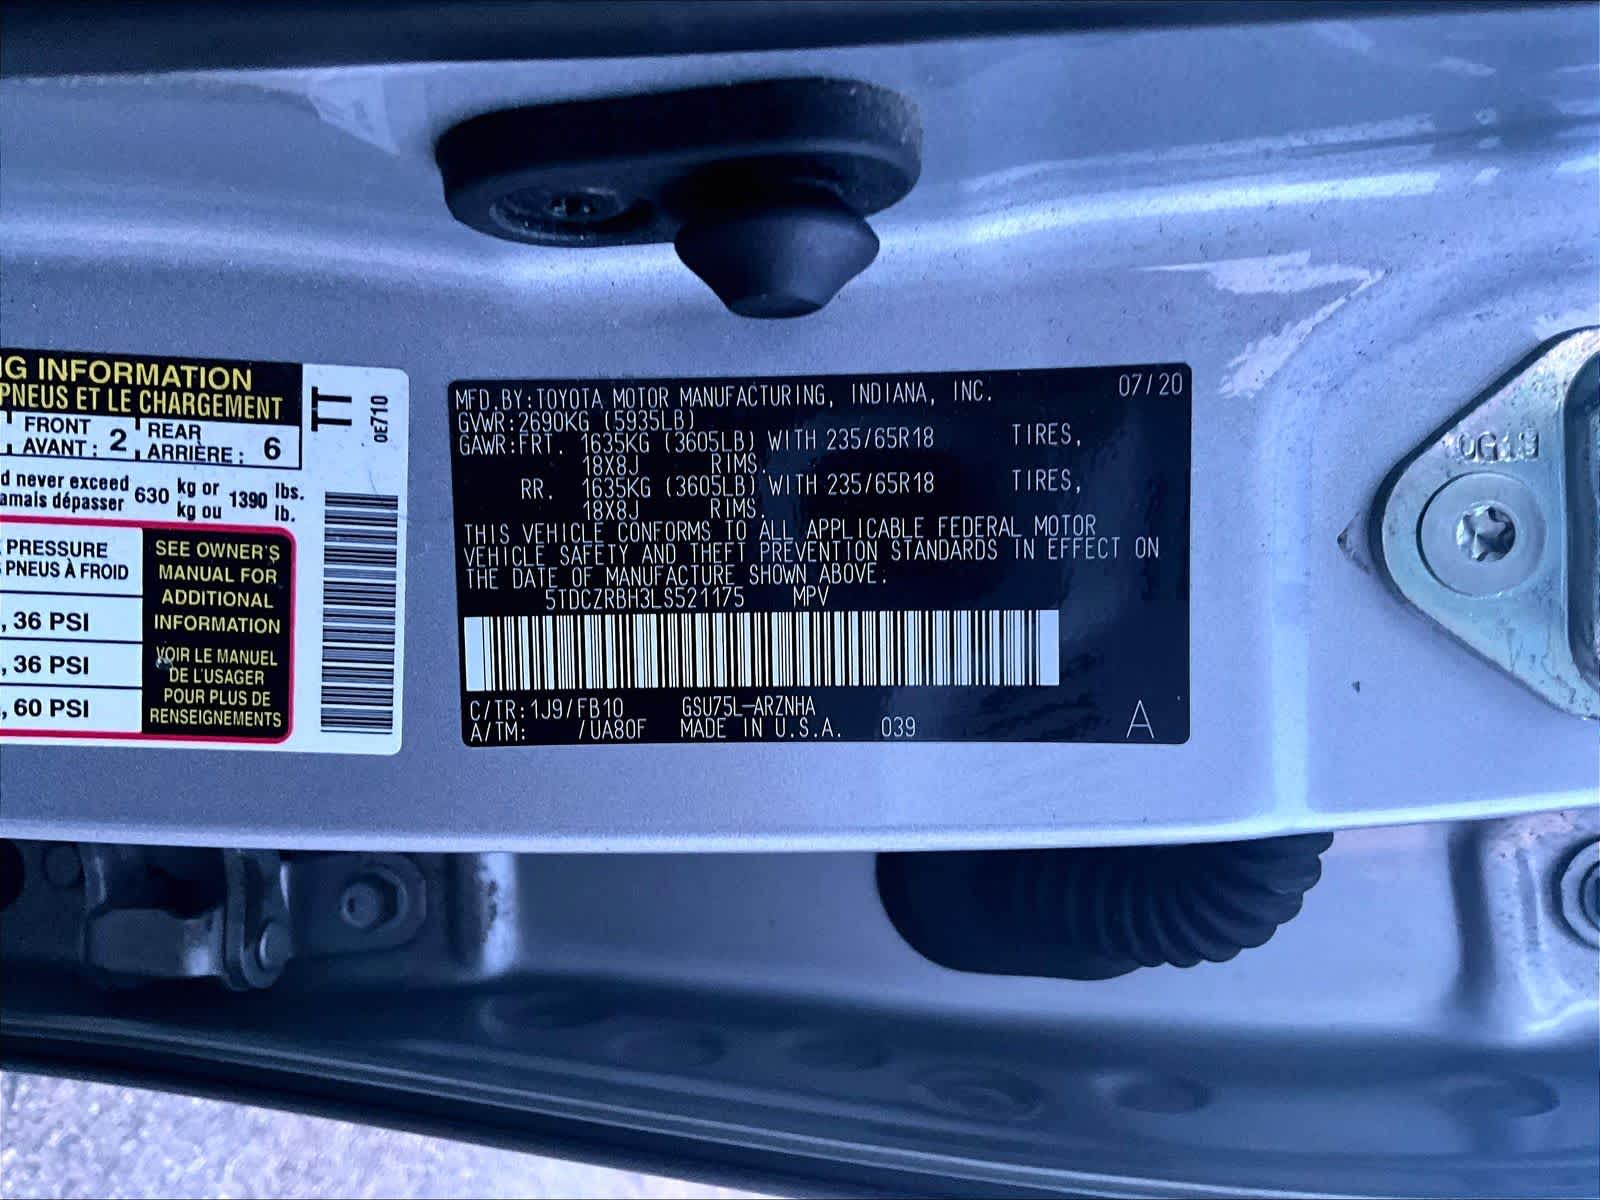 G INFORMATION
PNEUS ET LE CHARGEMENT
FRONT
AVANT : 2
REAR
ARRIÈRE : 6
never exceed
jamais dépasser
630 kg or
kg ou
1390 lbs.
lb.
PRESSURE
PNEUS À FROID
, 36 PSI
, 36 PSI
, 60 PSI
SEE OWNER'S
MANUAL FOR
ADDITIONAL
INFORMATION
VOIR LE MANUEL
DE L'USAGER
POUR PLUS DE
RENSEIGNEMENTS
TT
0E710
MFD.BY:TOYOTA MOTOR MANUFACTURING, INDIANA, INC. 07/20
GVWR:2690KG (5935LB)
GAWR:FRT. 1635KG (3605LB) WITH 235/65R18 TIRES,
18X8J RIMS.
RR. 1635KG (3605LB) WITH 235/65R18 TIRES,
18X8J RIMS.
THIS VEHICLE CONFORMS TO ALL APPLICABLE FEDERAL MOTOR
VEHICLE SAFETY AND THEFT PREVENTION STANDARDS IN EFFECT ON
THE DATE OF MANUFACTURE SHOWN ABOVE.
5TDCZRBH3LS521175 MPV
C/TR:1J9/FB10 GSU75L-ARZNHA
A/TM: /UA80F MADE IN U.S.A. 039 A